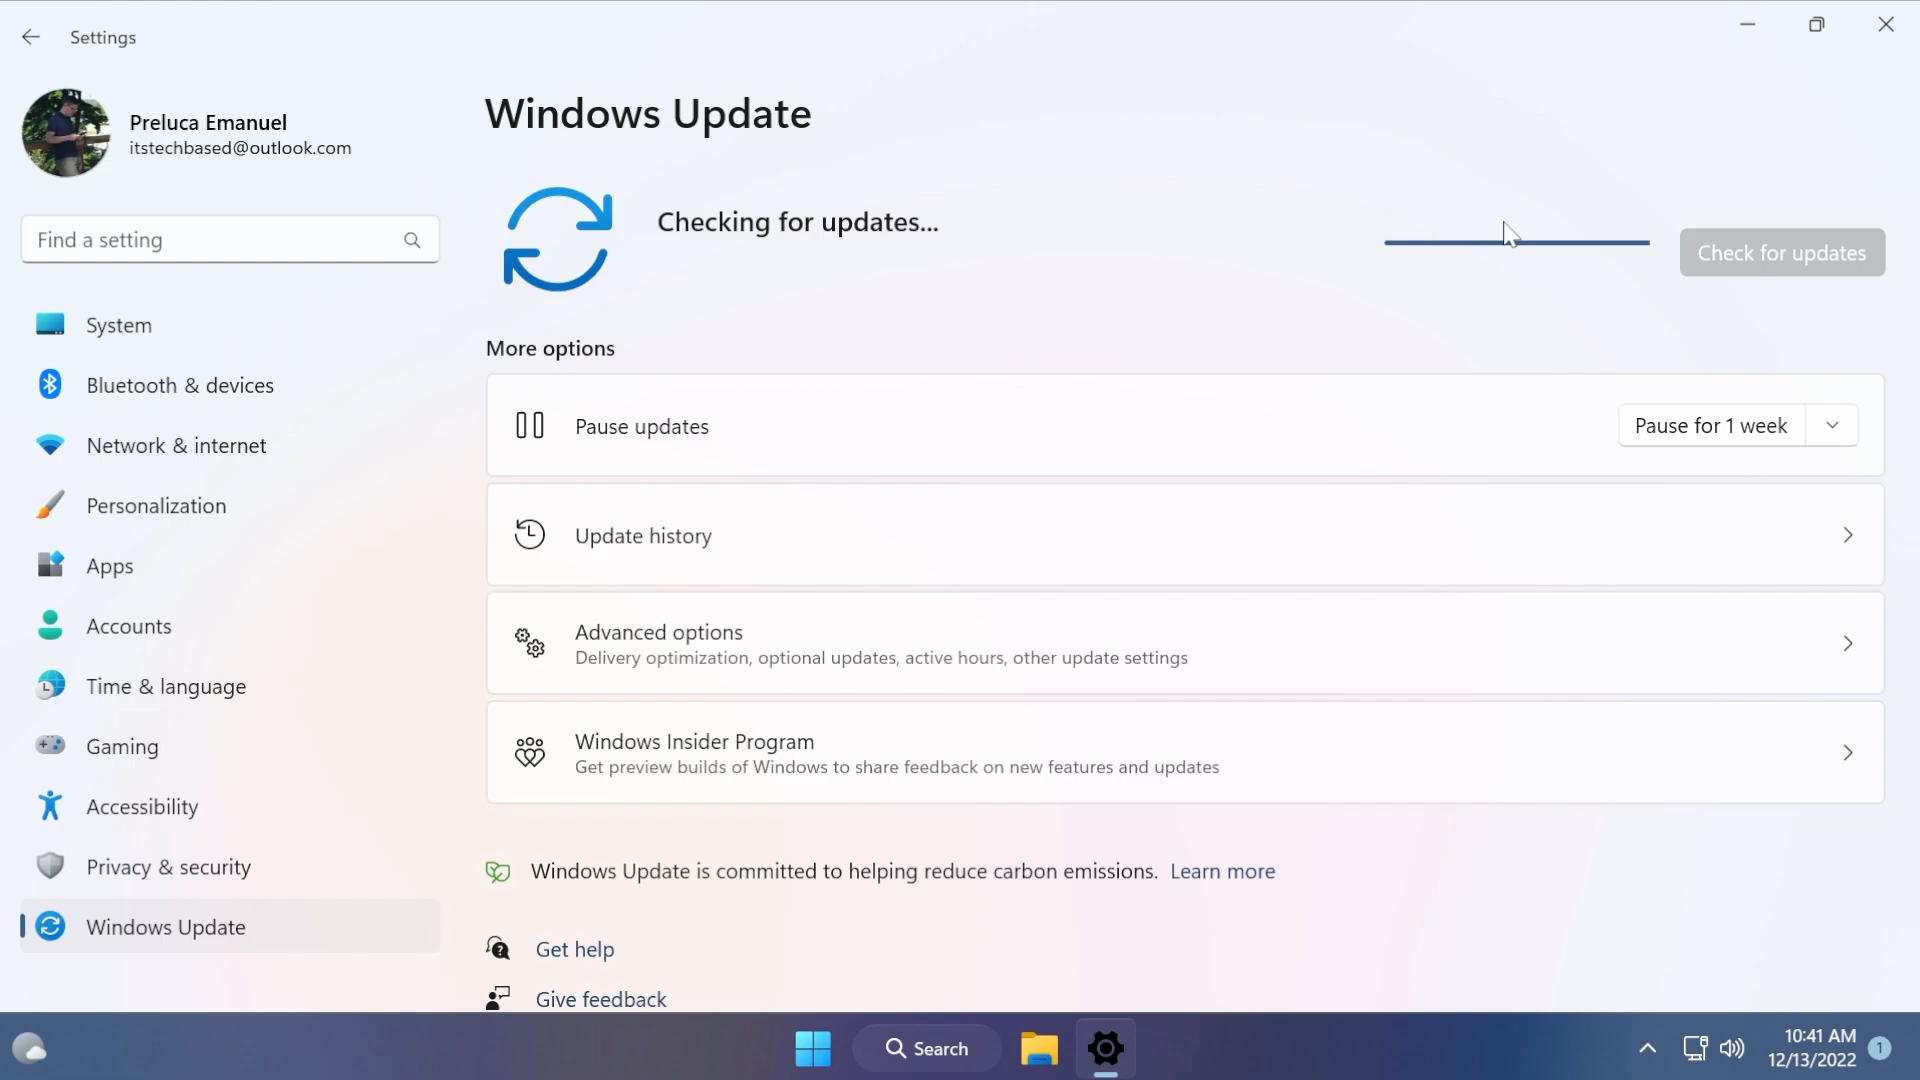 Settings
Preluca Emanuel
itstechbased@outlook.com
Find a setting
System
Bluetooth & devices
Network & internet
Personalization
Apps
Accounts
Time & language
Gaming
Accessibility
Privacy & security
Windows Update
Windows Update
Checking for updates...
Check for updates
More options
Pause updates
Pause for 1 week
Update history
Advanced options
Delivery optimization, optional updates, active hours, other update settings
Windows Insider Program
Get preview builds of Windows to share feedback on new features and updates
Windows Update is committed to helping reduce carbon emissions. Learn more
Get help
Give feedback
Search
10:41 AM
12/13/2022
1